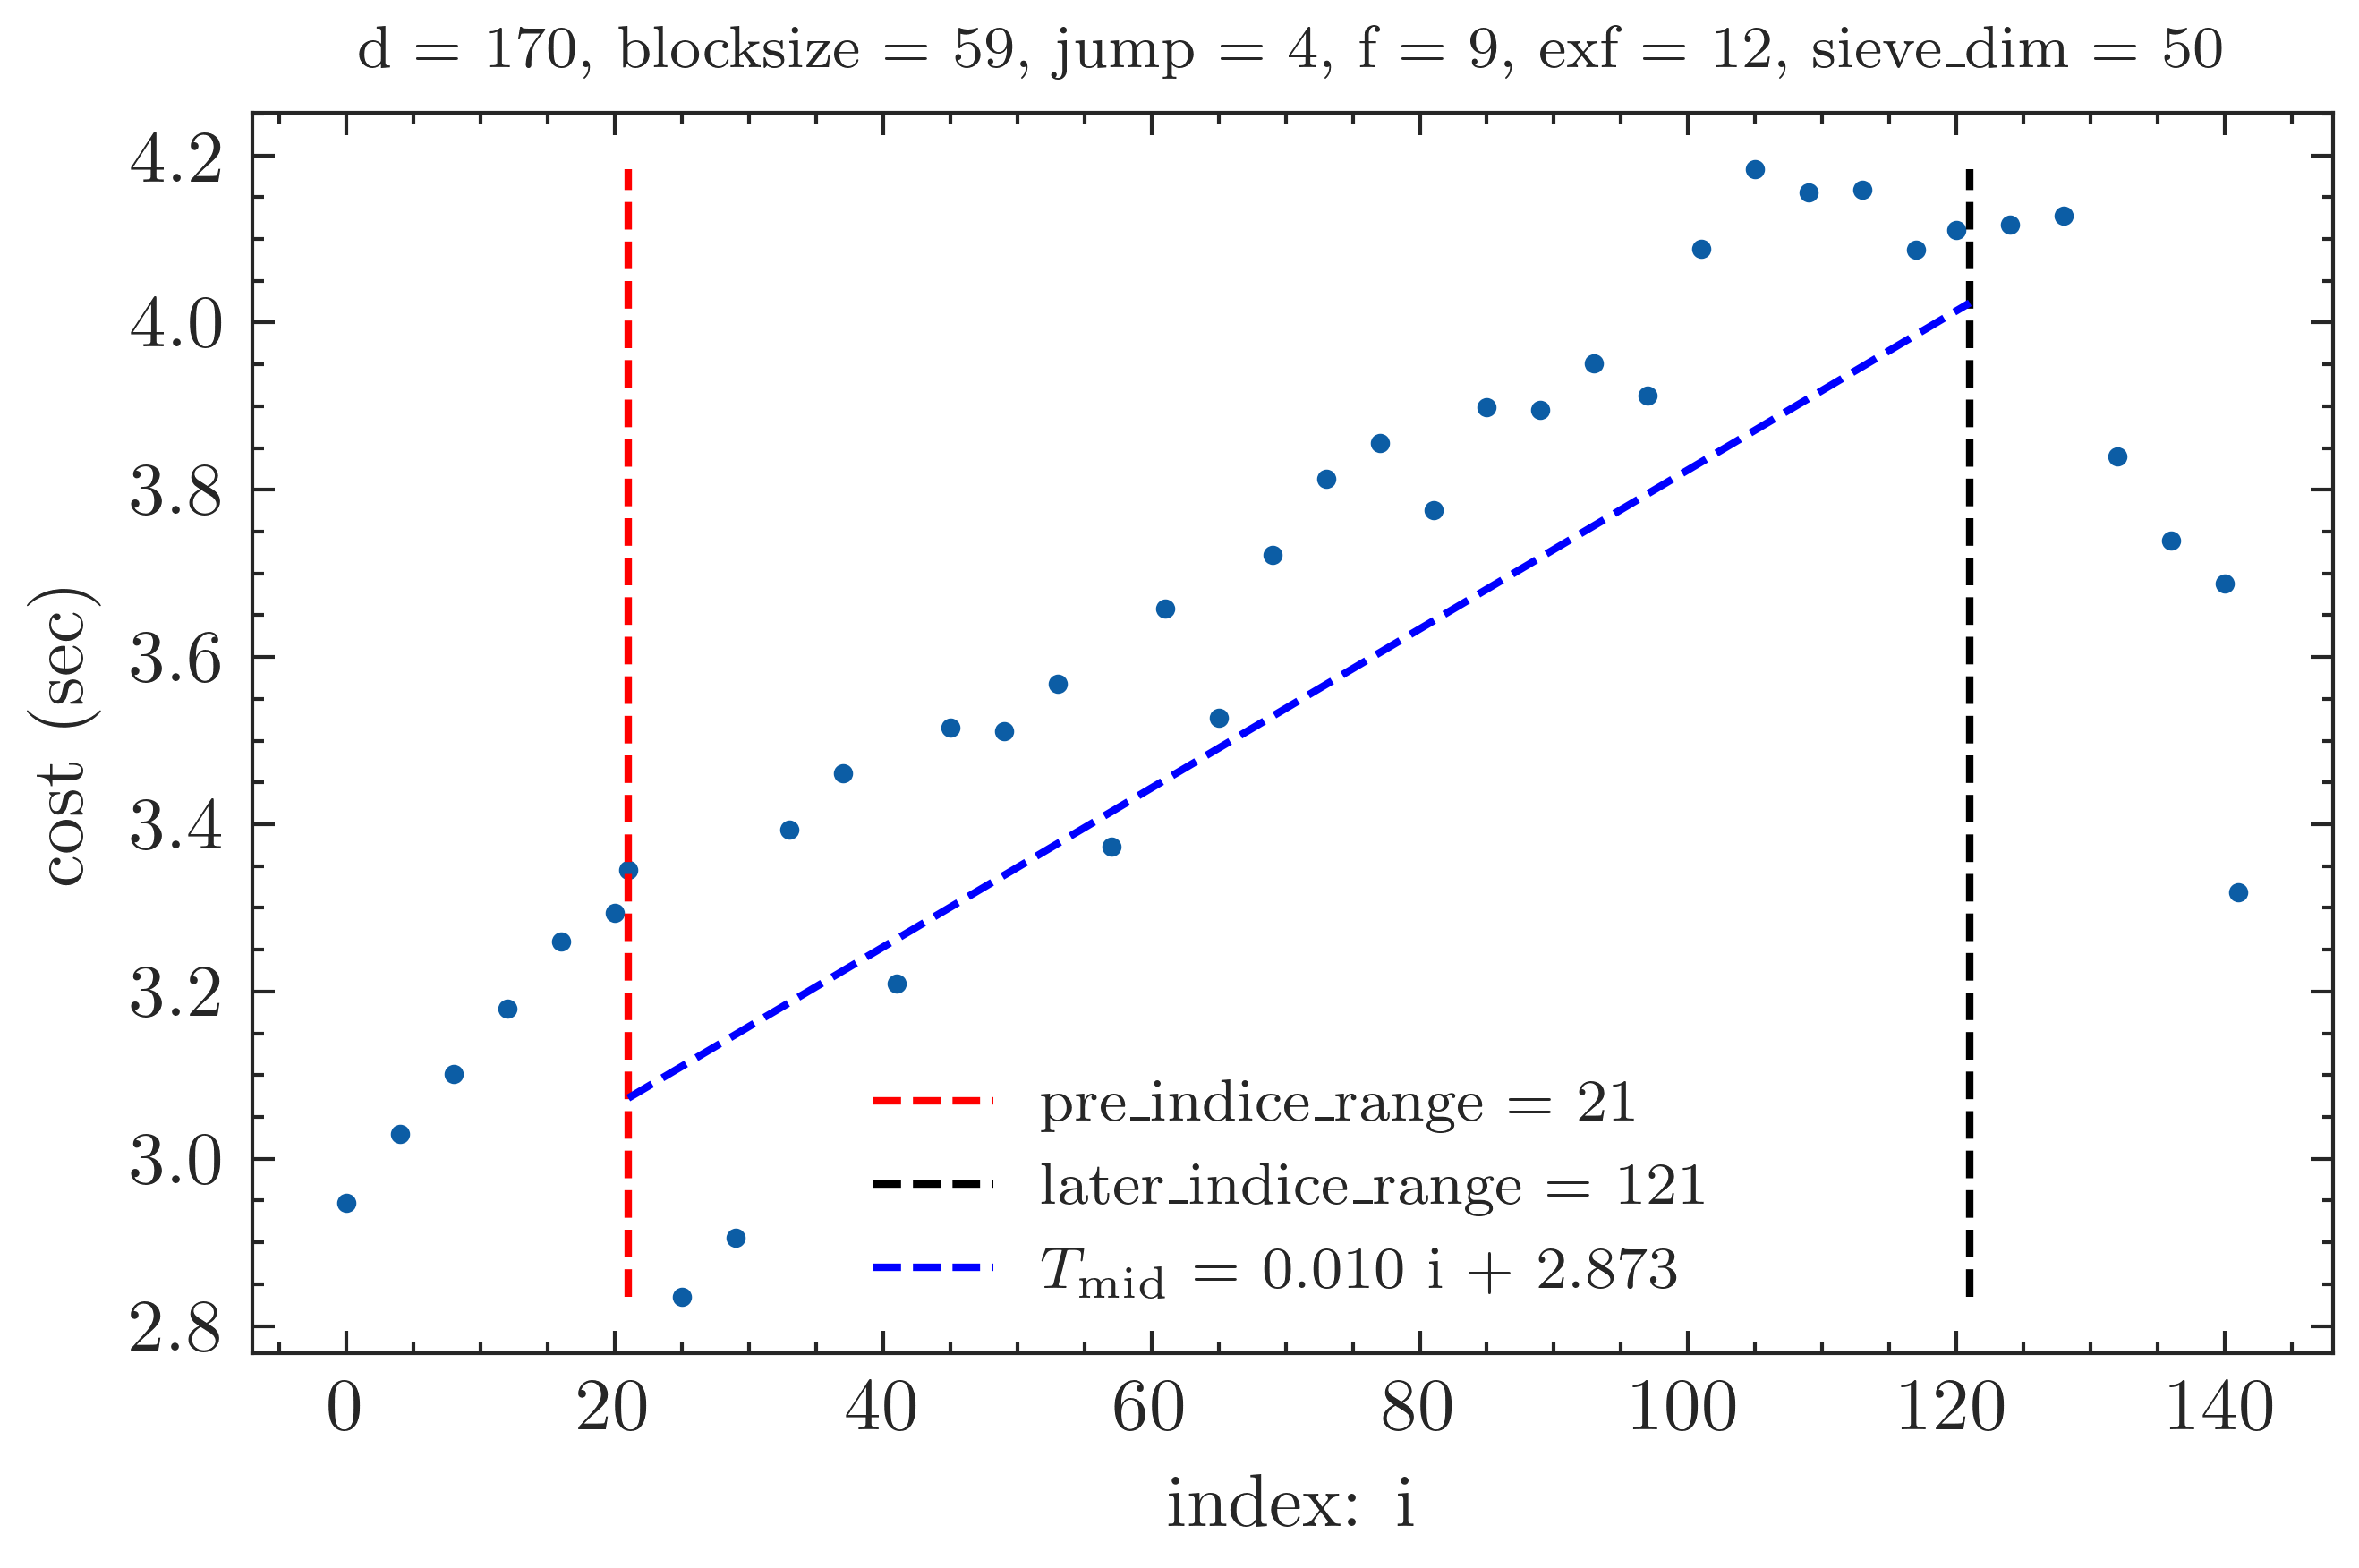 d = 170, blocksize = 59, jump = 4, f = 9, exf = 12, sieve_dim = 50
4.2
4.0
3.8
3.6
3.4
3.2
3.0
2.8
cost (sec)
pre_indice_range = 21
later_indice_range = 121
T_mid = 0.010 i + 2.873
0 20 40 60 80 100 120 140
index: i